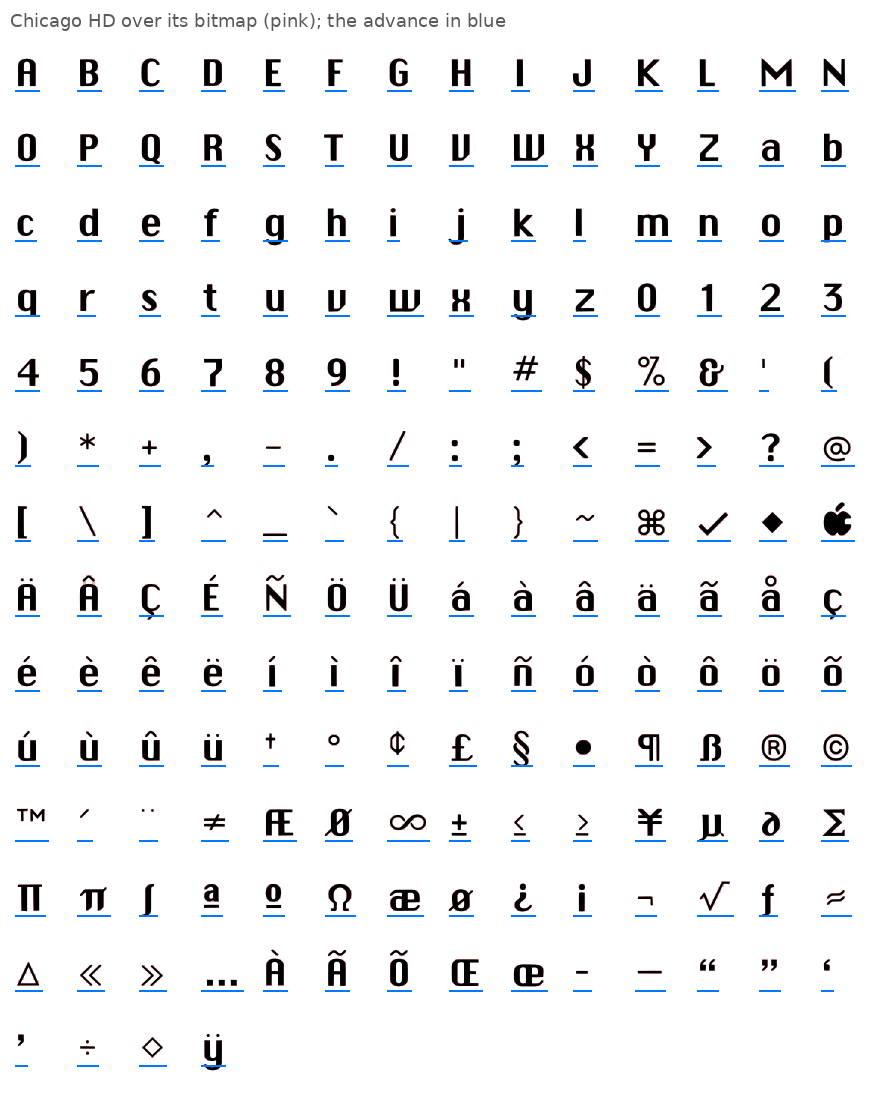 Chicago HD over its bitmap (pink); the advance in blue
A B C D E F G H I J K L M N
O P Q R S T U V W X Y Z a b
c d e f g h i j k l m n o p
q r s t u v w x y z 0 1 2 3
4 5 6 7 8 9 ! " # $ % & ' (
) * + , - . / : ; < = > ? @
[ \ ] ^ _ ` { | } ~ ⌘ ✓ ◆ 
Ä Â Ç É Ñ Ö Ü á à â ä ã å ç
é è ê ë í ì î ï ñ ó ò ô ö õ
ú ù û ü † ° ¢ £ § • ¶ ß ® ©
™ ´ ¨ ≠ Æ Ø ∞ ± ≤ ≥ ¥ µ ∂ Σ
Π π ∫ ª º Ω æ ø ¿ ¡ ¬ √ ƒ ≈
∆ « » … À Ã Õ Œ œ – — “ ” ‘
’ ÷ ◊ ÿ